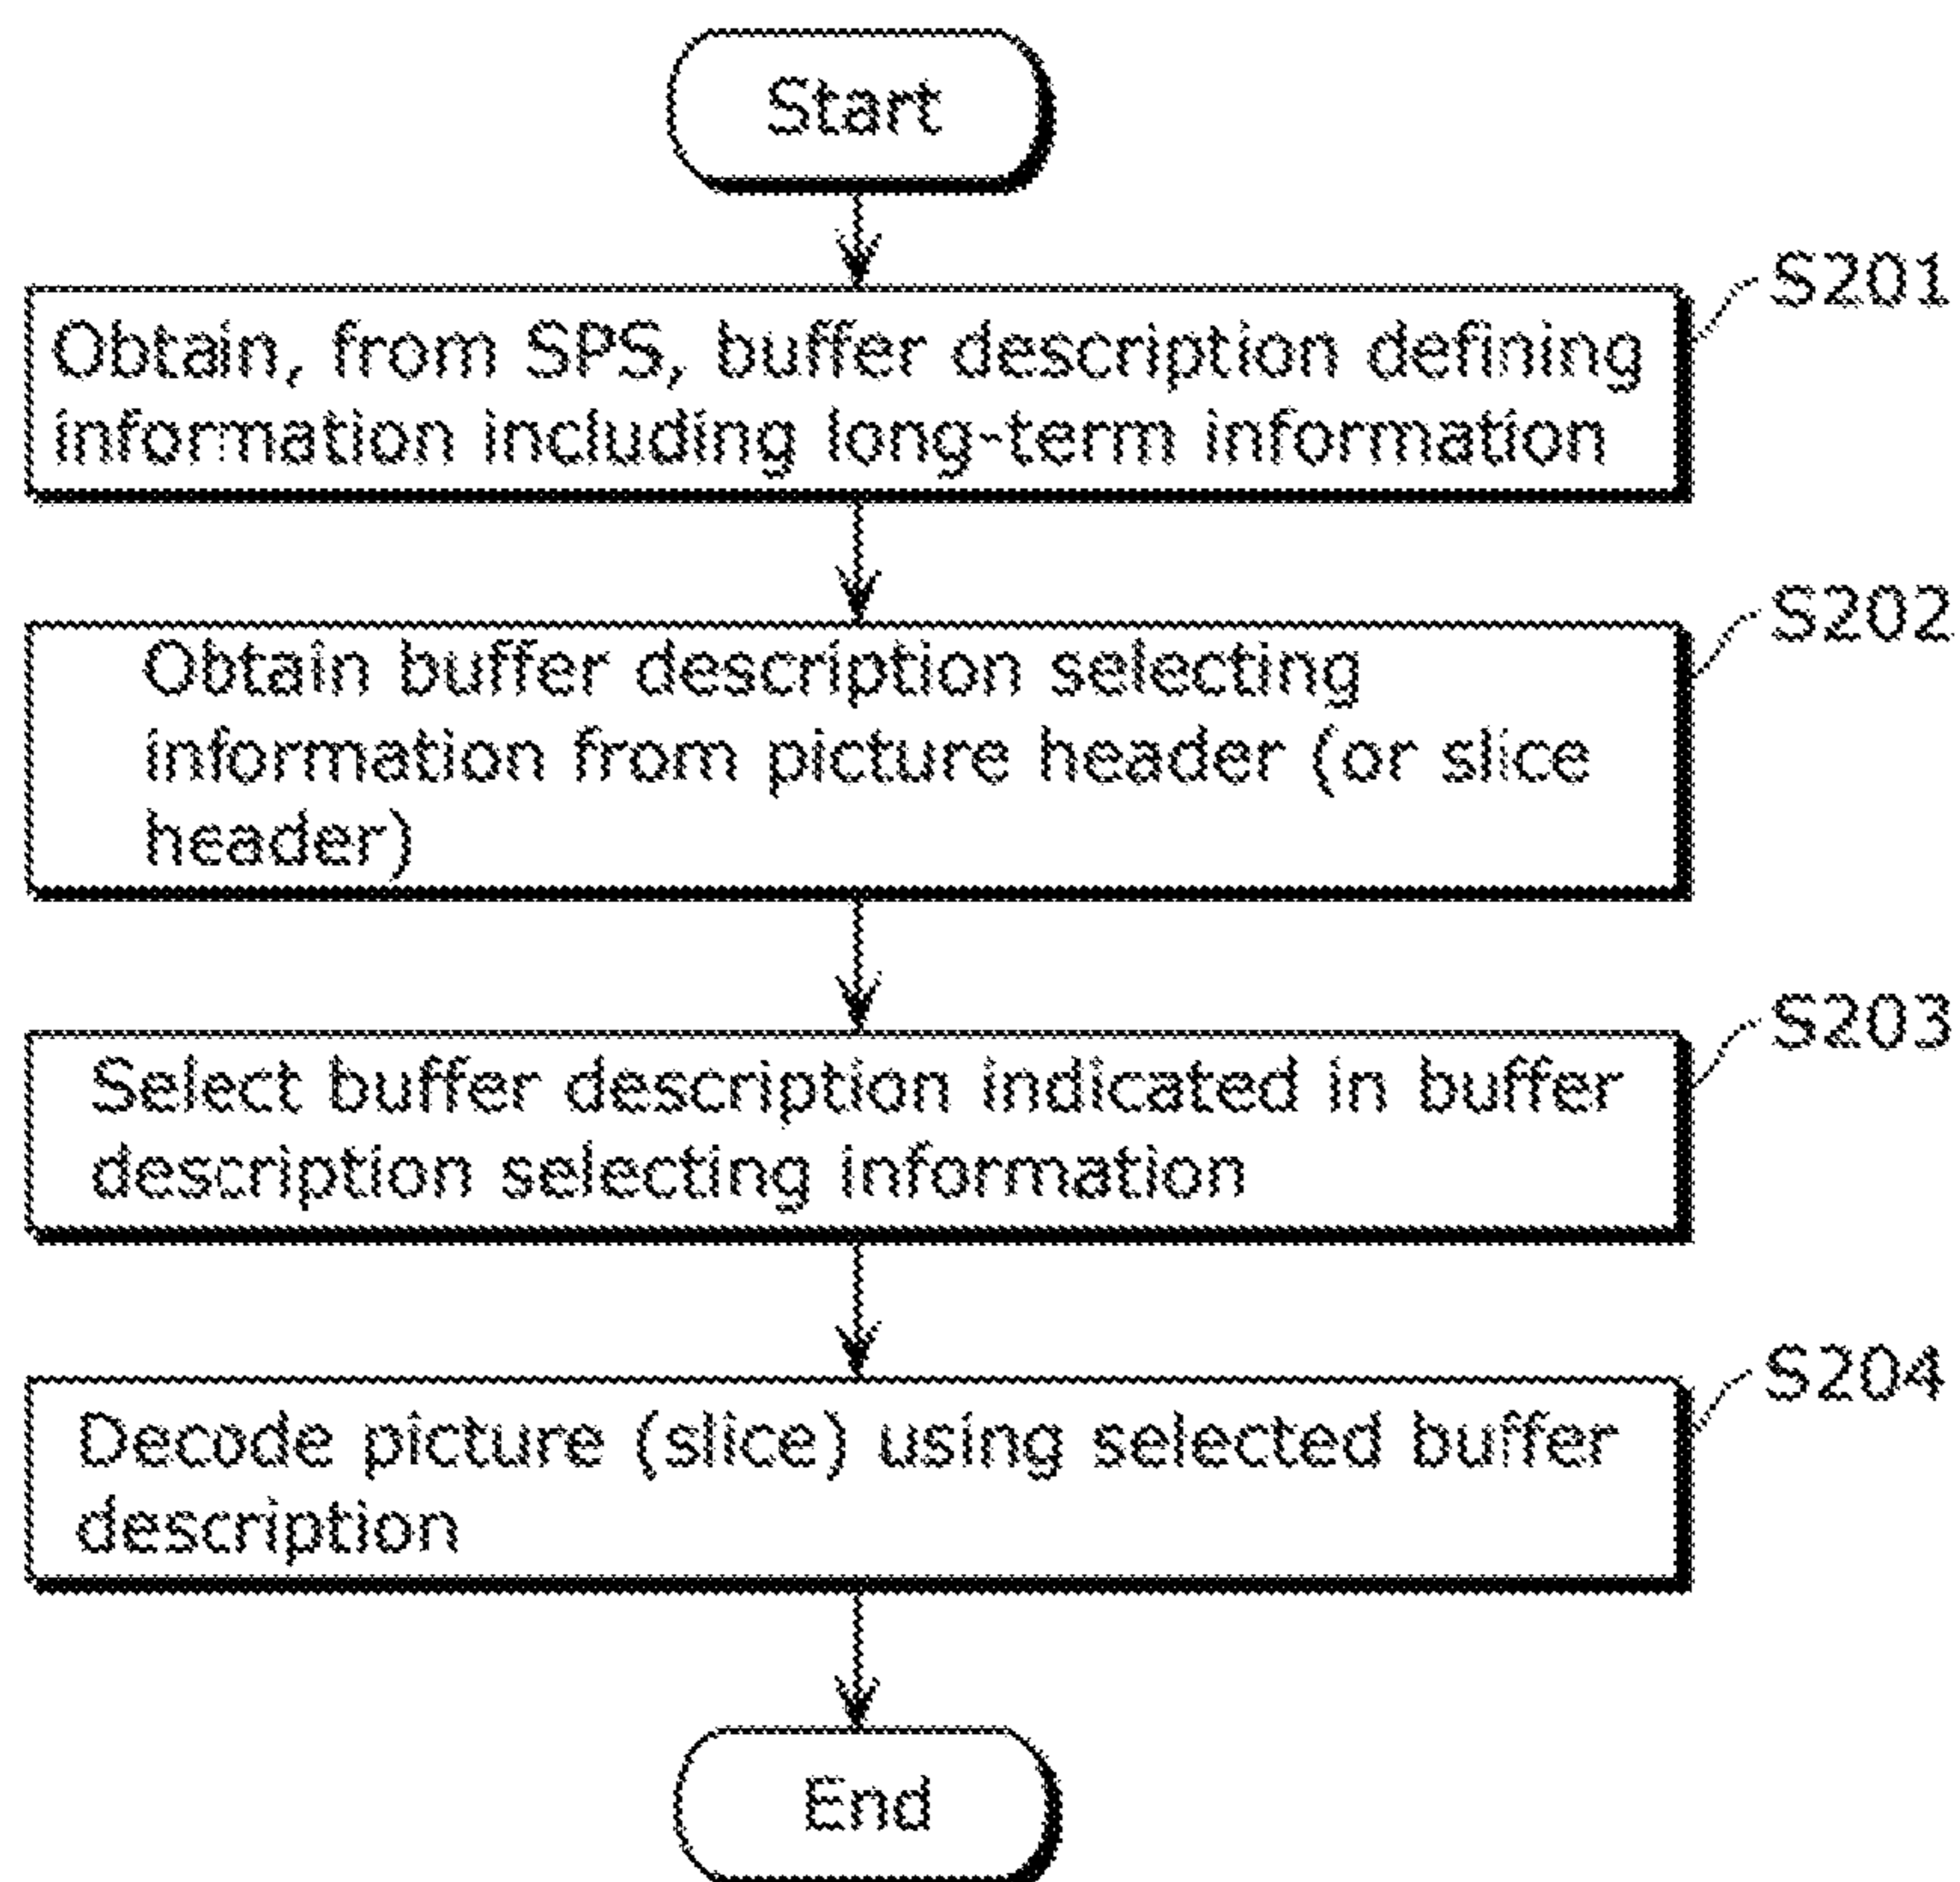 Start
S201
Obtain, from SPS, buffer description defining
information including long-term information
S202
Obtain buffer description selecting
information from picture header (or slice
header)
S203
Select buffer description indicated in buffer
description selecting information
S204
Decode picture (slice) using selected buffer
description
End